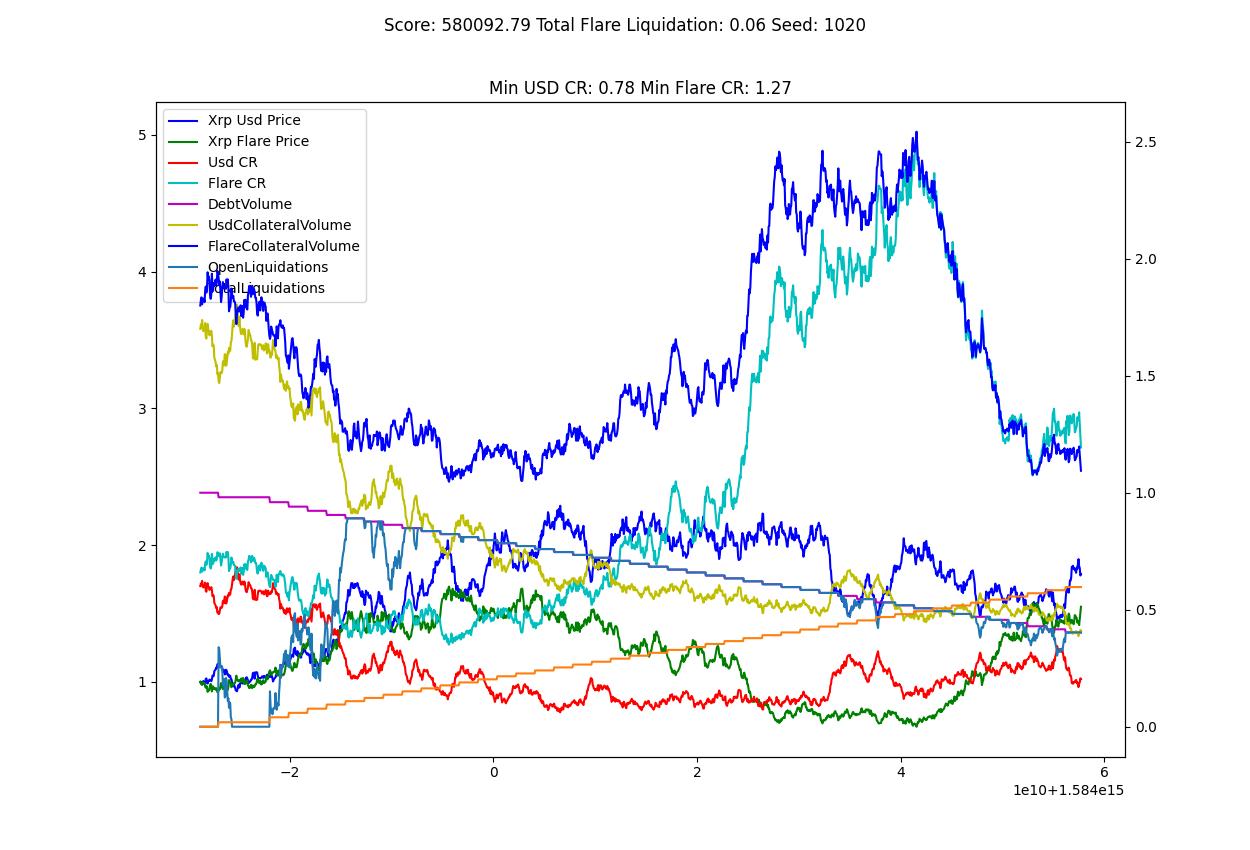 Score: 580092.79 Total Flare Liquidation: 0.06 Seed: 1020
Min USD CR: 0.78 Min Flare CR: 1.27
Xrp Usd Price
Xrp Flare Price
Usd CR
Flare CR
DebtVolume
UsdCollateralVolume
FlareCollateralVolume
OpenLiquidations
TotalLiquidations
5
4
3
2
1
2.5
2.0
1.5
1.0
0.5
0.0
−2
0
2
4
6
1e10+1.584e15